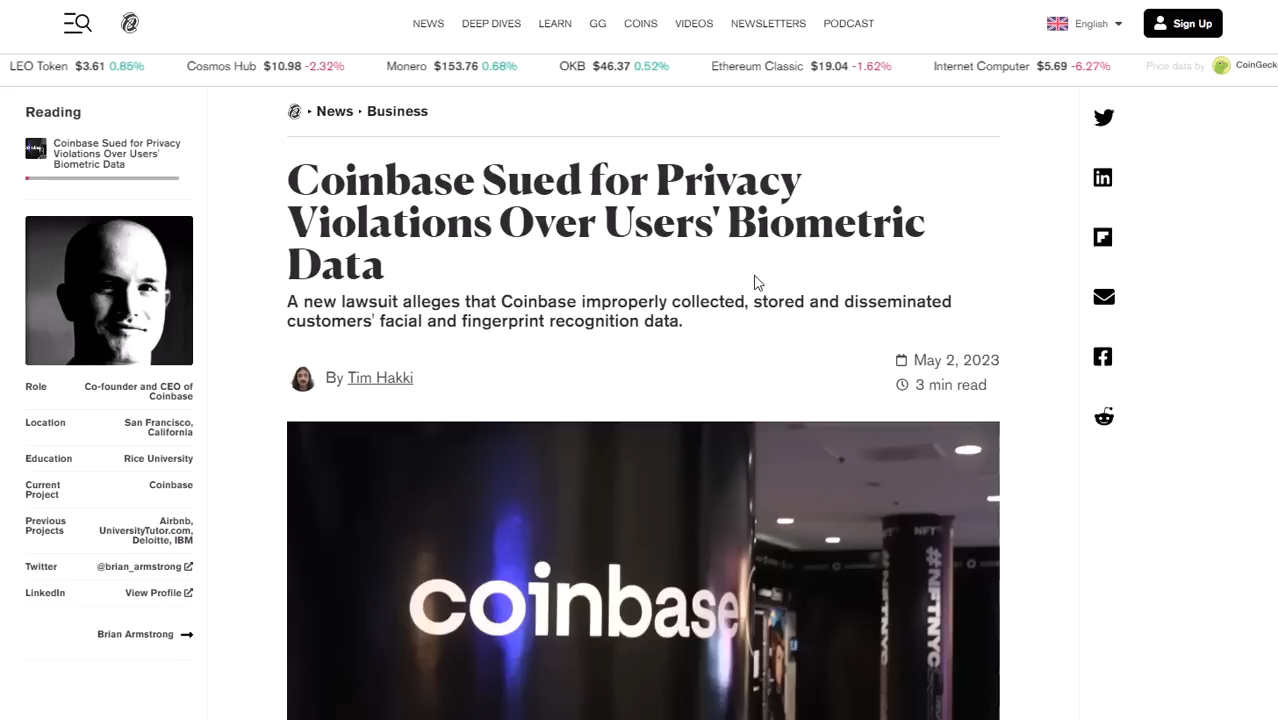 NEWS DEEP DIVES LEARN GG COINS VIDEOS NEWSLETTERS PODCAST English Sign Up
LEO Token $3.61 0.85% Cosmos Hub $10.98 -2.32% Monero $153.76 0.68% OKB $46.37 0.52% Ethereum Classic $19.04 -1.62% Internet Computer $5.69 -6.27% Price data by CoinGeck
Reading
Coinbase Sued for Privacy
Violations Over Users'
Biometric Data
Role Co-founder and CEO of
Coinbase
Location San Francisco,
California
Education Rice University
Current Coinbase
Project
Previous Airbnb,
Projects UniversityTutor.com,
Deloitte, IBM
Twitter @brian_armstrong
LinkedIn View Profile
Brian Armstrong
News Business
Coinbase Sued for Privacy
Violations Over Users' Biometric
Data
A new lawsuit alleges that Coinbase improperly collected, stored and disseminated
customers' facial and fingerprint recognition data.
By Tim Hakki
May 2, 2023
3 min read
coinbase
NFT
#NFTNYC
NFTNYC